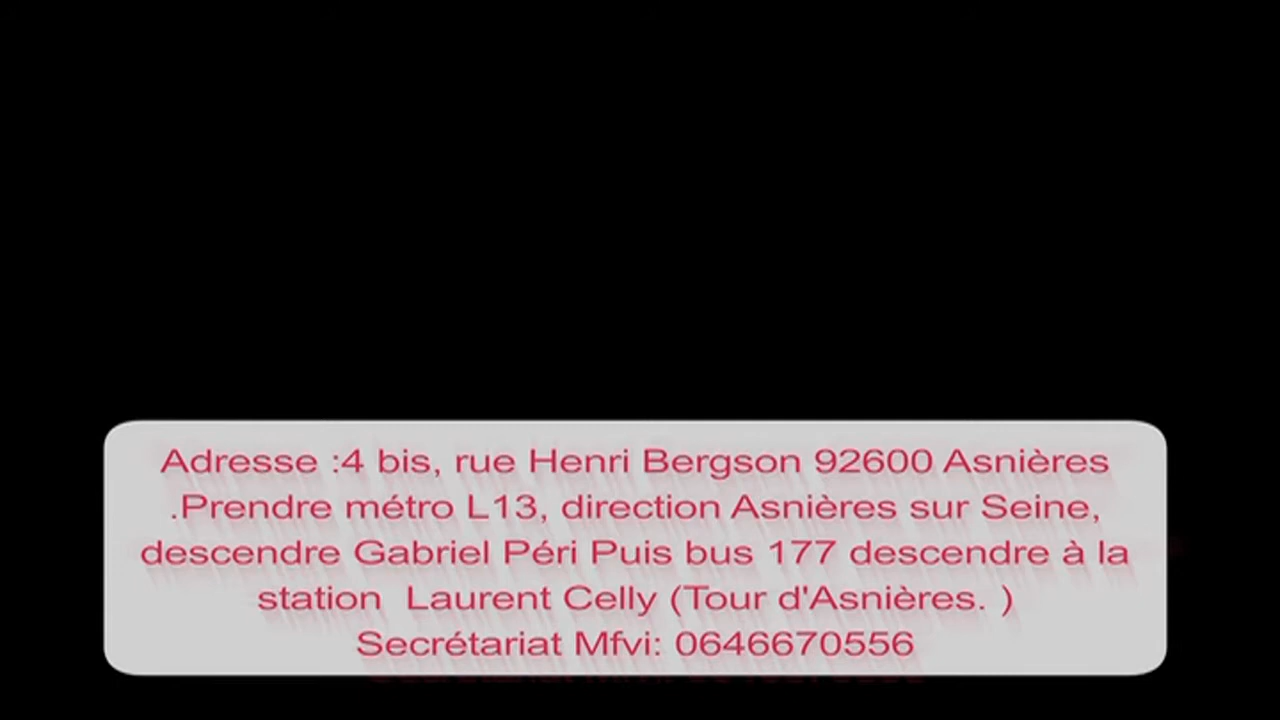 Adresse :4 bis, rue Henri Bergson 92600 Asnières
.Prendre métro L13, direction Asnières sur Seine,
descendre Gabriel Péri Puis bus 177 descendre à la
station  Laurent Celly (Tour d'Asnières. )
Secrétariat Mfvi: 0646670556